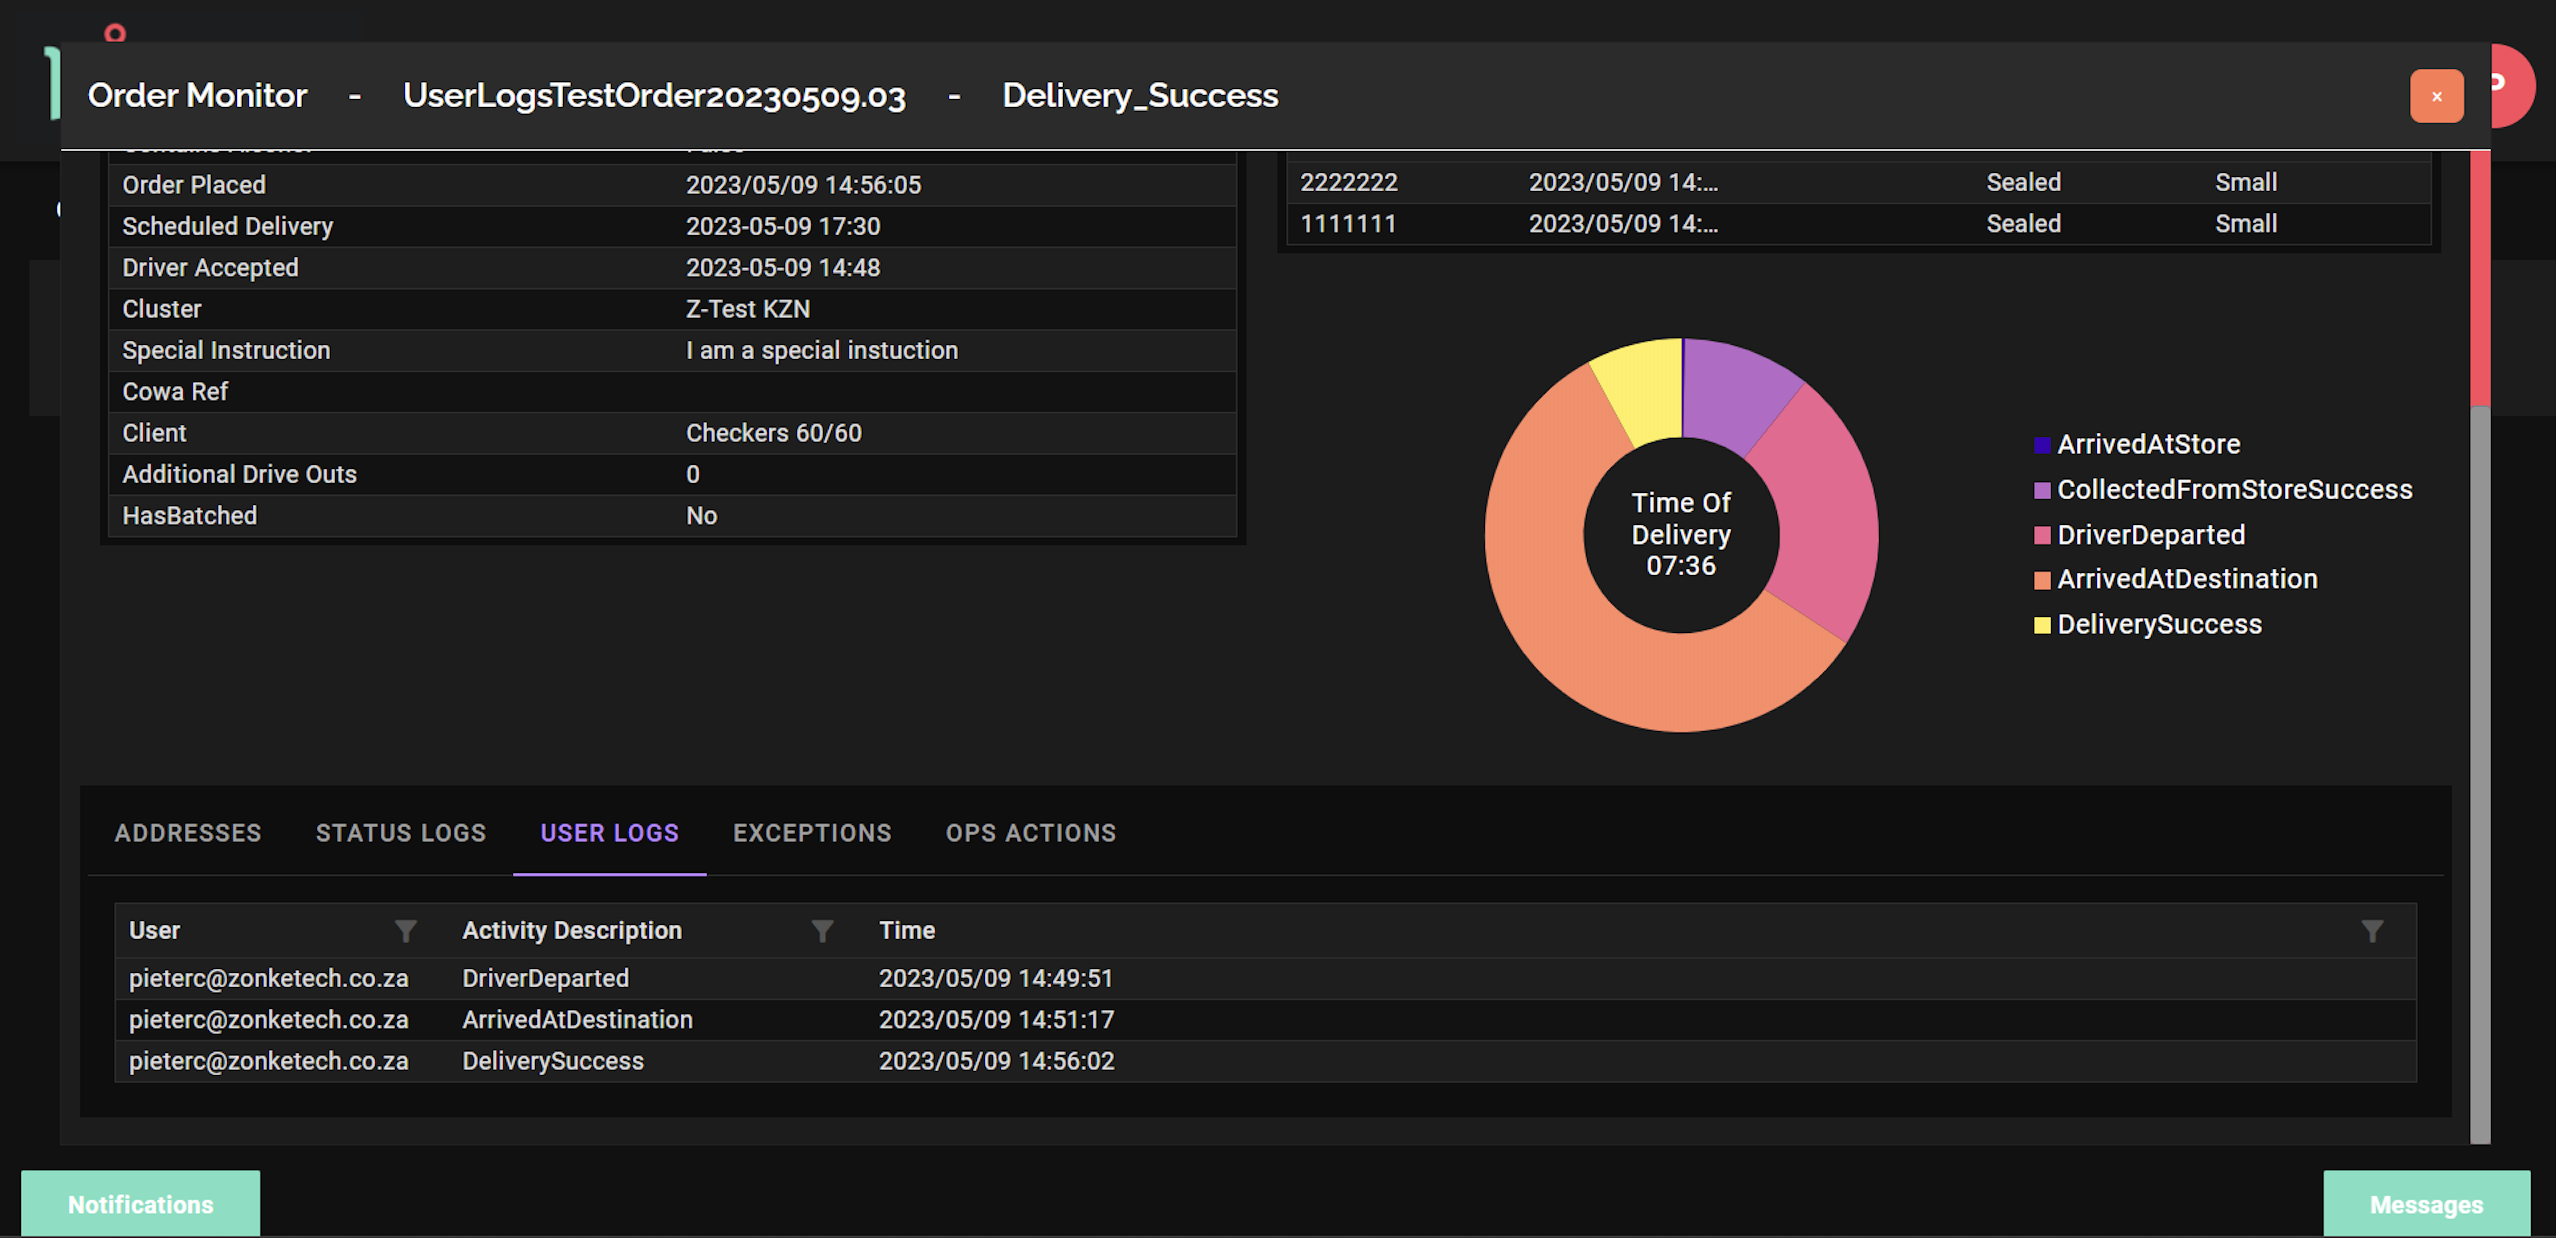 Order Monitor - UserLogsTestOrder20230509.03 - Delivery_Success
×
Order Placed 2023/05/09 14:56:05
Scheduled Delivery 2023-05-09 17:30
Driver Accepted 2023-05-09 14:48
Cluster Z-Test KZN
Special Instruction I am a special instuction
Cowa Ref
Client Checkers 60/60
Additional Drive Outs 0
HasBatched No
2222222 2023/05/09 14:... Sealed Small
1111111 2023/05/09 14:... Sealed Small
Time Of
Delivery
07:36
ArrivedAtStore
CollectedFromStoreSuccess
DriverDeparted
ArrivedAtDestination
DeliverySuccess
ADDRESSES STATUS LOGS USER LOGS EXCEPTIONS OPS ACTIONS
User Activity Description Time
pieterc@zonketech.co.za DriverDeparted 2023/05/09 14:49:51
pieterc@zonketech.co.za ArrivedAtDestination 2023/05/09 14:51:17
pieterc@zonketech.co.za DeliverySuccess 2023/05/09 14:56:02
Notifications
Messages